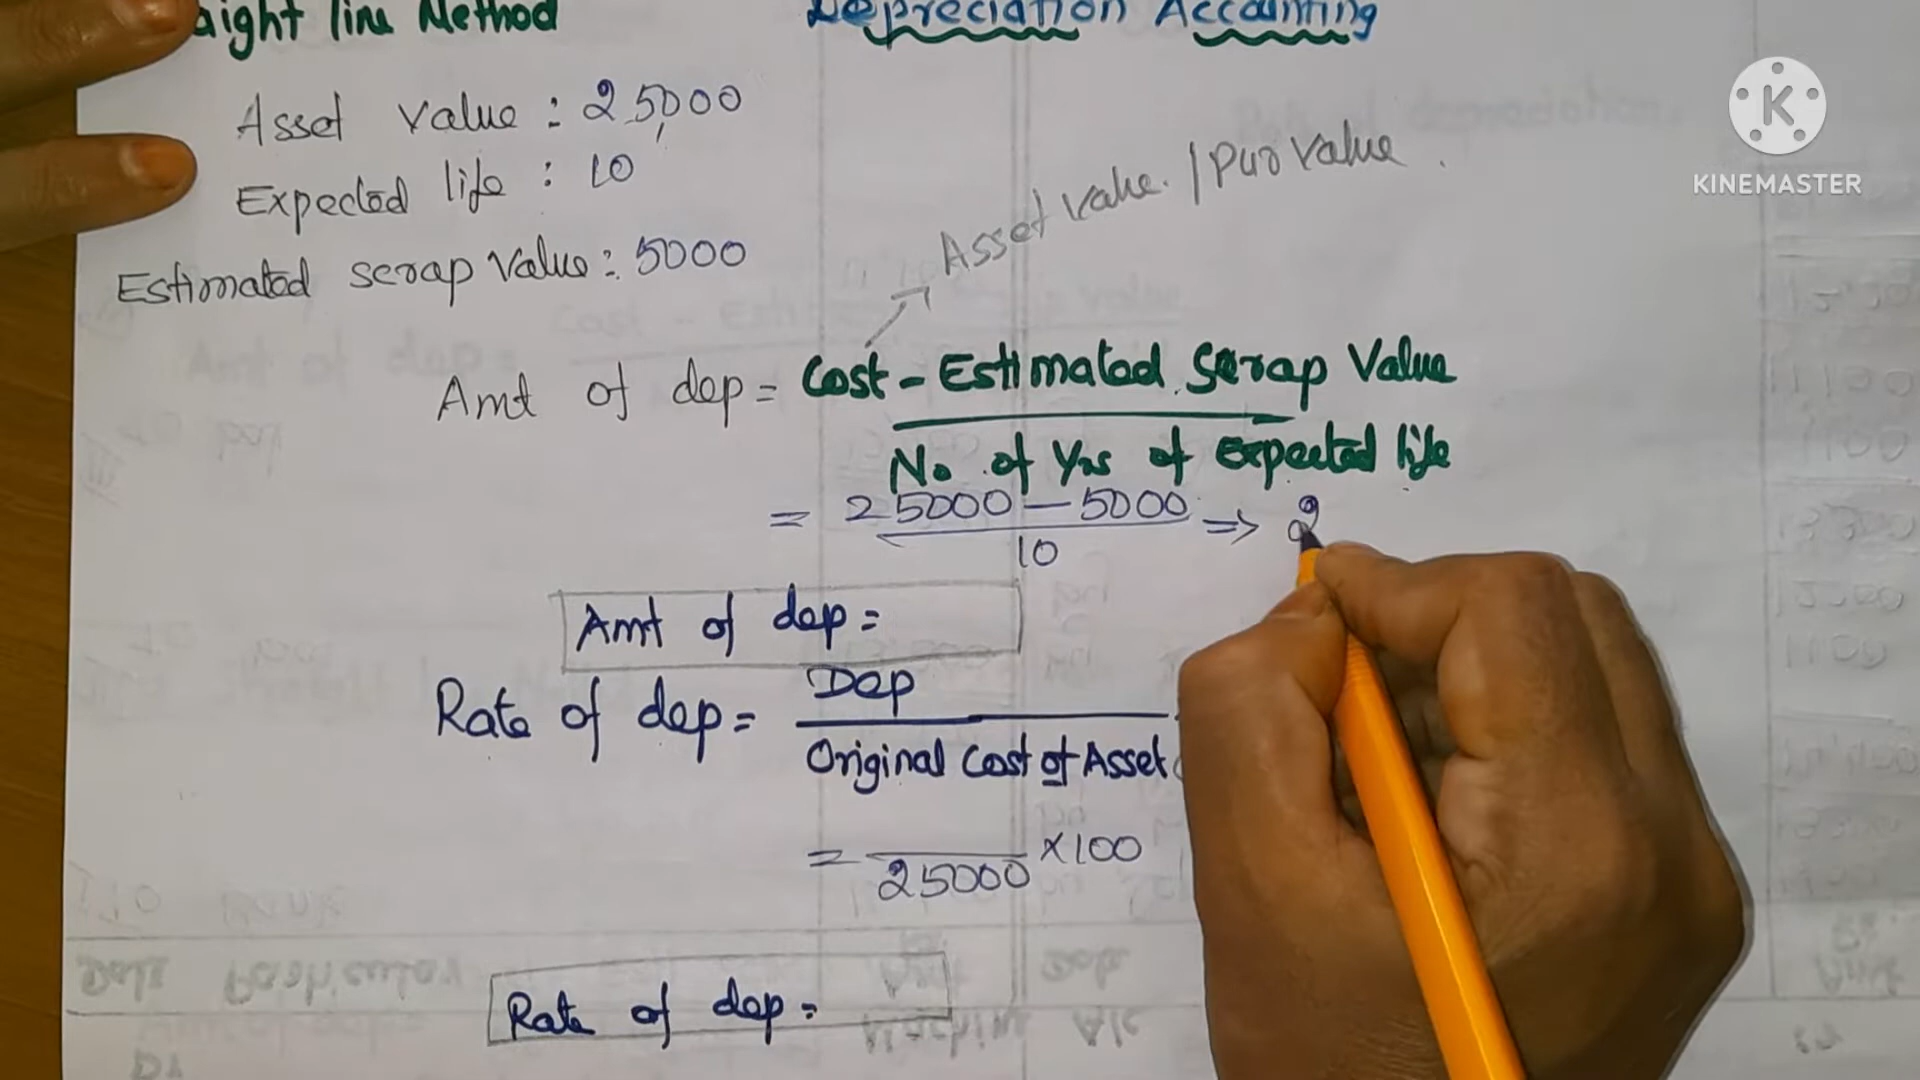 aight line Method
Depreciation Accounting
Asset value : 25,000
Expected life : 10
Estimated scrap value : 5000
Asset value. / Pur value.
Amt of dep = Cost - Estimated Scrap Value
No. of Yrs of Expected life
= 25000 - 5000 => 2
10
Amt of dep =
Rate of dep = Dep
Original Cost of Asset
= ×100
25000
Rate of dep =
K
KINEMASTER